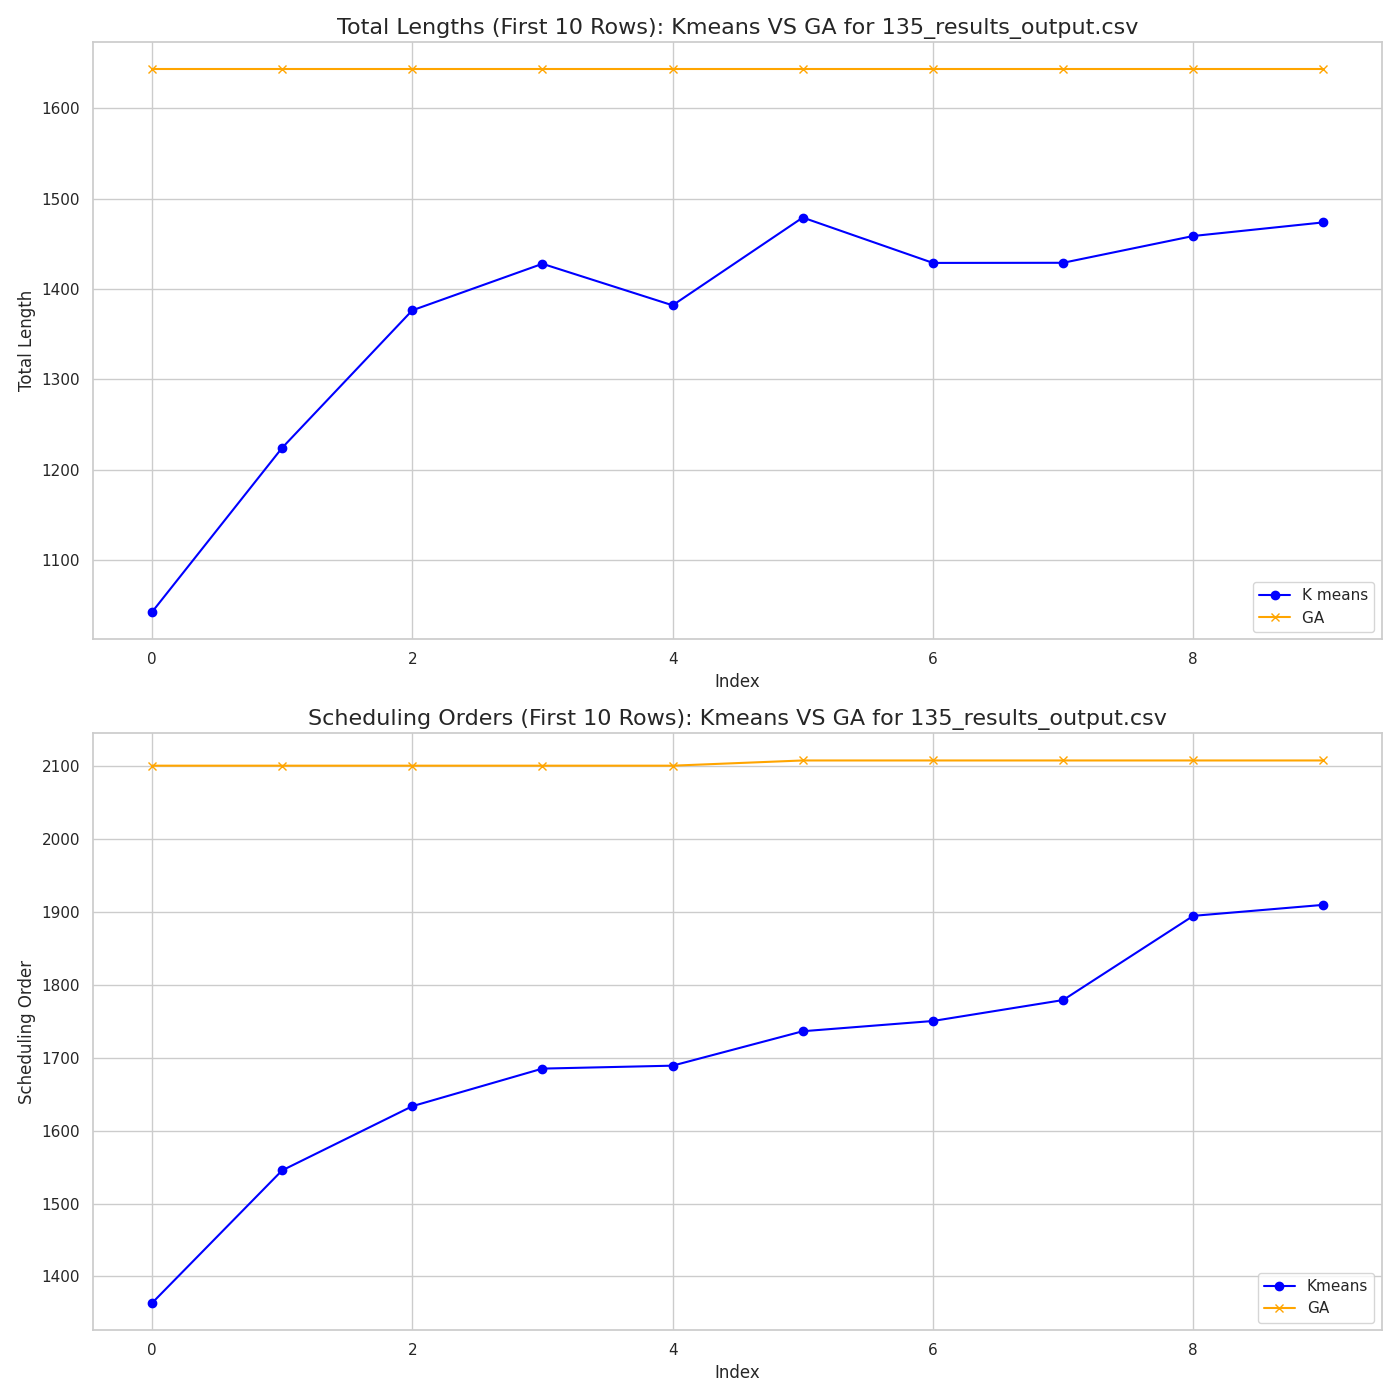 Total Lengths (First 10 Rows): Kmeans VS GA for 135_results_output.csv
Total Length
1600
1500
1400
1300
1200
1100
K means
GA
0 2 4 6 8
Index
Scheduling Orders (First 10 Rows): Kmeans VS GA for 135_results_output.csv
Scheduling Order
2100
2000
1900
1800
1700
1600
1500
1400
Kmeans
GA
0 2 4 6 8
Index